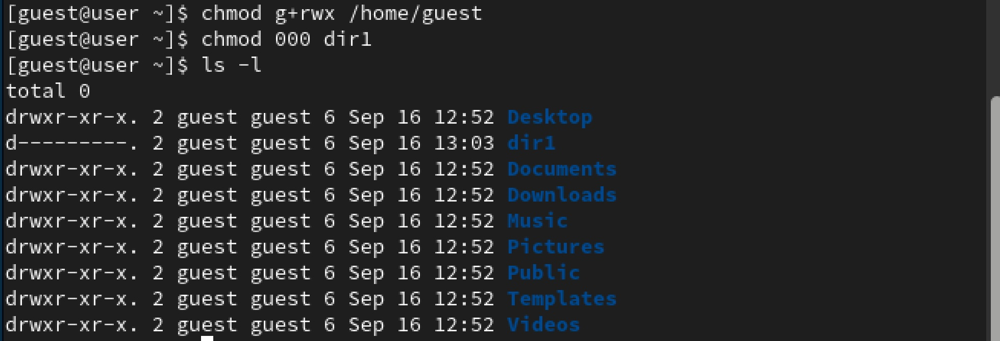 [guest@user ~]$ chmod g+rwx /home/guest
[guest@user ~]$ chmod 000 dir1
[guest@user ~]$ ls -l
total 0
drwxr-xr-x. 2 guest guest 6 Sep 16 12:52 Desktop
d---------. 2 guest guest 6 Sep 16 13:03 dir1
drwxr-xr-x. 2 guest guest 6 Sep 16 12:52 Documents
drwxr-xr-x. 2 guest guest 6 Sep 16 12:52 Downloads
drwxr-xr-x. 2 guest guest 6 Sep 16 12:52 Music
drwxr-xr-x. 2 guest guest 6 Sep 16 12:52 Pictures
drwxr-xr-x. 2 guest guest 6 Sep 16 12:52 Public
drwxr-xr-x. 2 guest guest 6 Sep 16 12:52 Templates
drwxr-xr-x. 2 guest guest 6 Sep 16 12:52 Videos